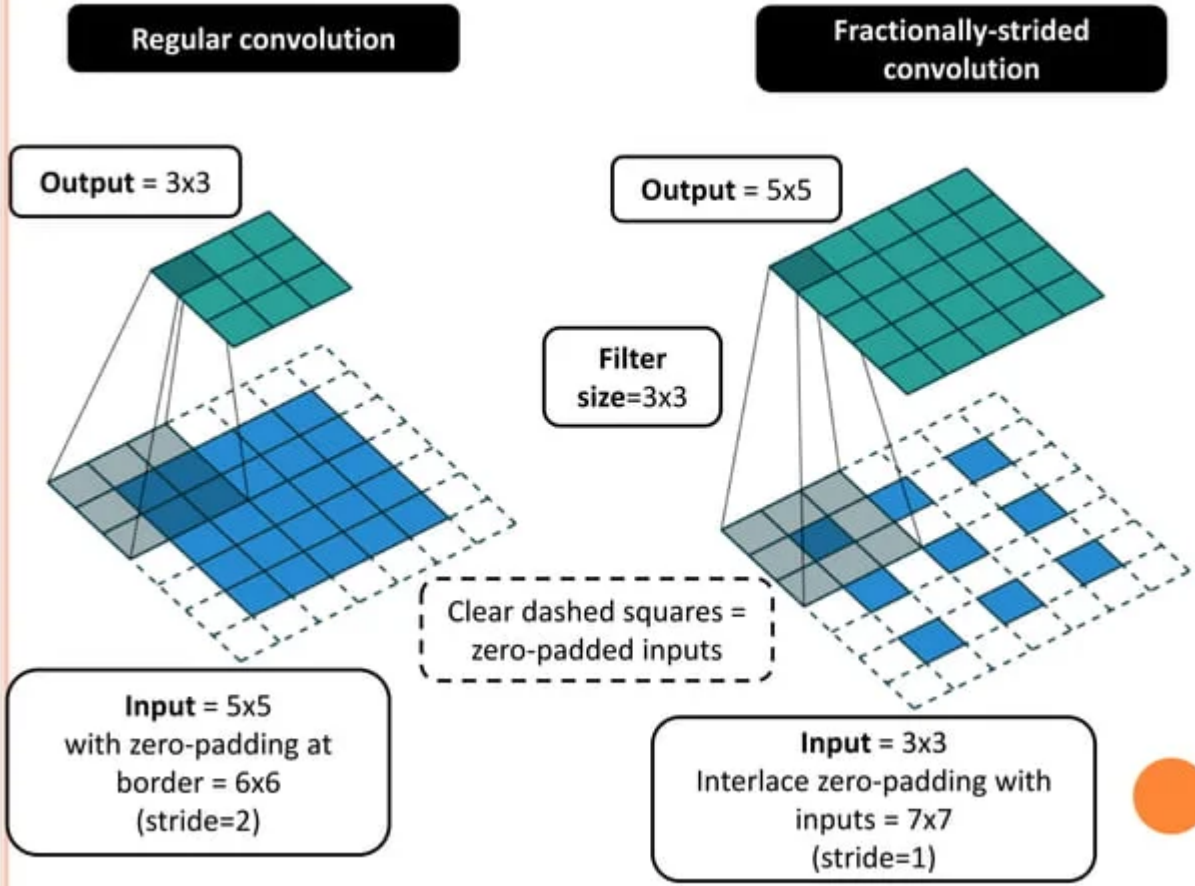 Regular convolution
Fractionally-strided
convolution
Output = 3x3
Output = 5x5
Filter
size=3x3
Clear dashed squares =
zero-padded inputs
Input = 5x5
with zero-padding at
border = 6x6
(stride=2)
Input = 3x3
Interlace zero-padding with
inputs = 7x7
(stride=1)